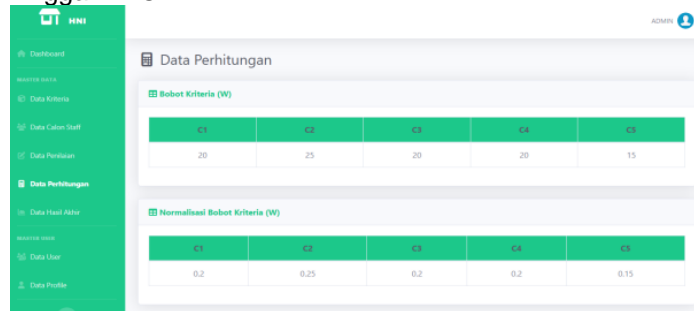 HNI
ADMIN
Dashboard
Data Perhitungan
MASTER DATA
Data Kriteria
Data Calon Staff
Data Penilaian
Data Perhitungan
Data Hasil Akhir
MASTER USER
Data User
Data Profile
Bobot Kriteria (W)
C1 C2 C3 C4 C5
20 25 20 20 15
Normalisasi Bobot Kriteria (W)
C1 C2 C3 C4 C5
0.2 0.25 0.2 0.2 0.15